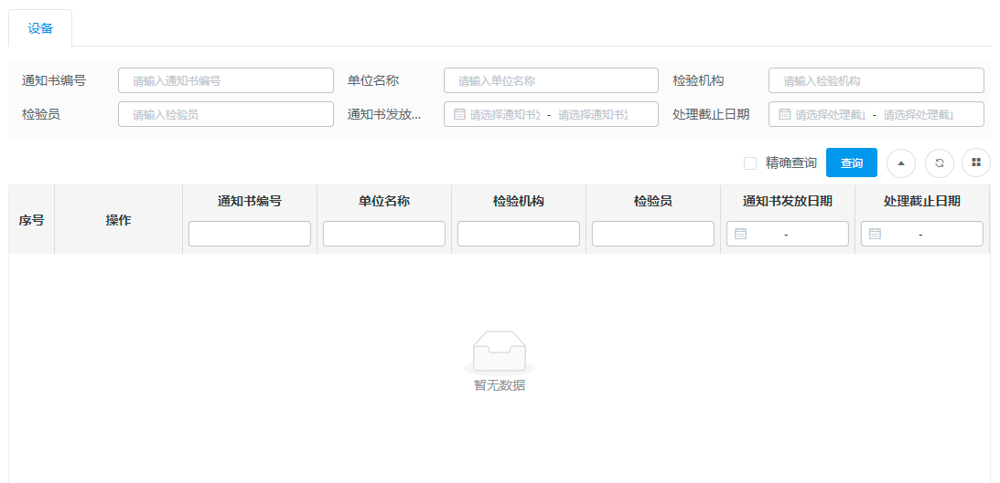 设备
通知书编号 请输入通知书编号 单位名称 请输入单位名称 检验机构 请输入检验机构
检验员 请输入检验员 通知书发放... 请选择通知书 - 请选择通知书 处理截止日期 请选择处理截 - 请选择处理截
精确查询 查询
序号 操作 通知书编号 单位名称 检验机构 检验员 通知书发放日期 处理截止日期
- -
暂无数据